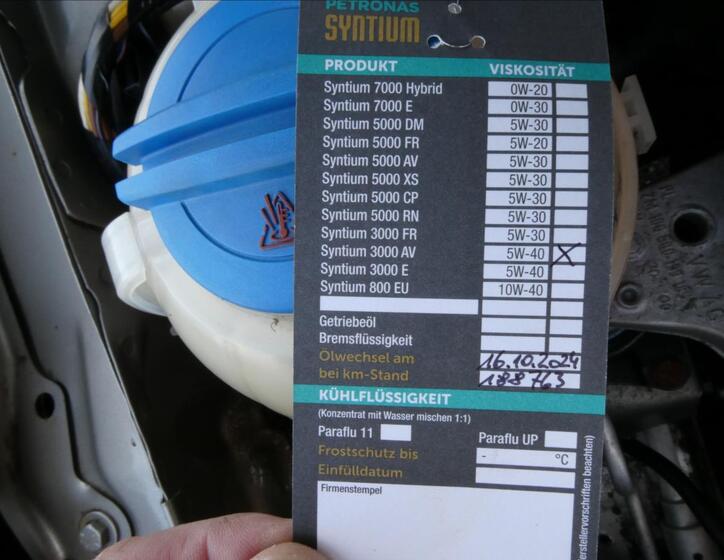 PETRONAS
SYNTIUM
PRODUKT VISKOSITÄT
Syntium 7000 Hybrid 0W-20
Syntium 7000 E 0W-30
Syntium 5000 DM 5W-30
Syntium 5000 FR 5W-20
Syntium 5000 AV 5W-30
Syntium 5000 XS 5W-30
Syntium 5000 CP 5W-30
Syntium 5000 RN 5W-30
Syntium 3000 FR 5W-30
Syntium 3000 AV 5W-40 X
Syntium 3000 E 5W-40
Syntium 800 EU 10W-40
Getriebeöl
Bremsflüssigkeit
Ölwechsel am 16.10.2024
bei km-Stand 188 763
KÜHLFLÜSSIGKEIT
(Konzentrat mit Wasser mischen 1:1)
Paraflu 11 Paraflu UP
Frostschutz bis - °C
Einfülldatum
Firmenstempel